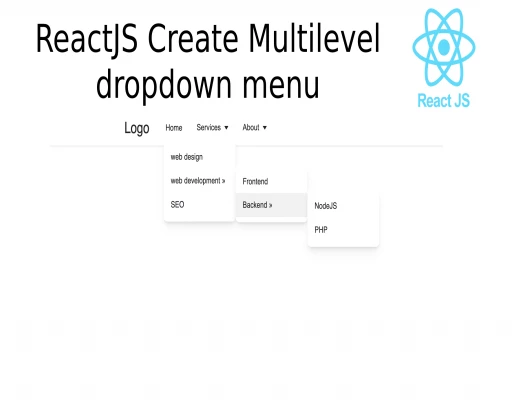 ReactJS Create Multilevel
dropdown menu
React JS
Logo Home Services ▾ About ▾
web design
web development » Frontend
SEO Backend » NodeJS
PHP